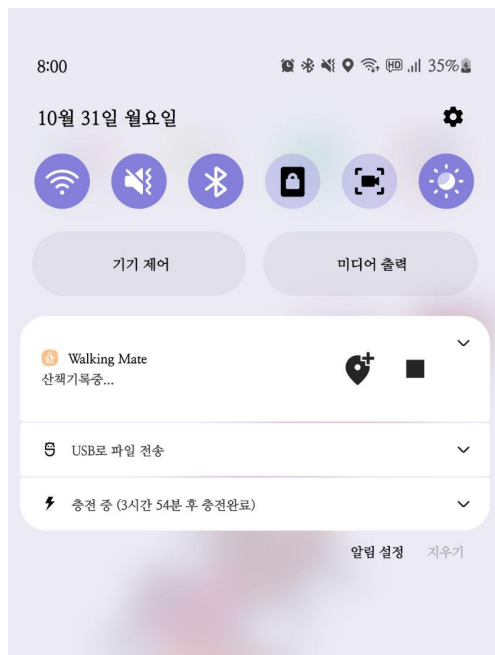 8:00 HD 35%
10월 31일 월요일
기기 제어 미디어 출력
Walking Mate
산책기록중...
USB로 파일 전송
충전 중 (3시간 54분 후 충전완료)
알림 설정 지우기